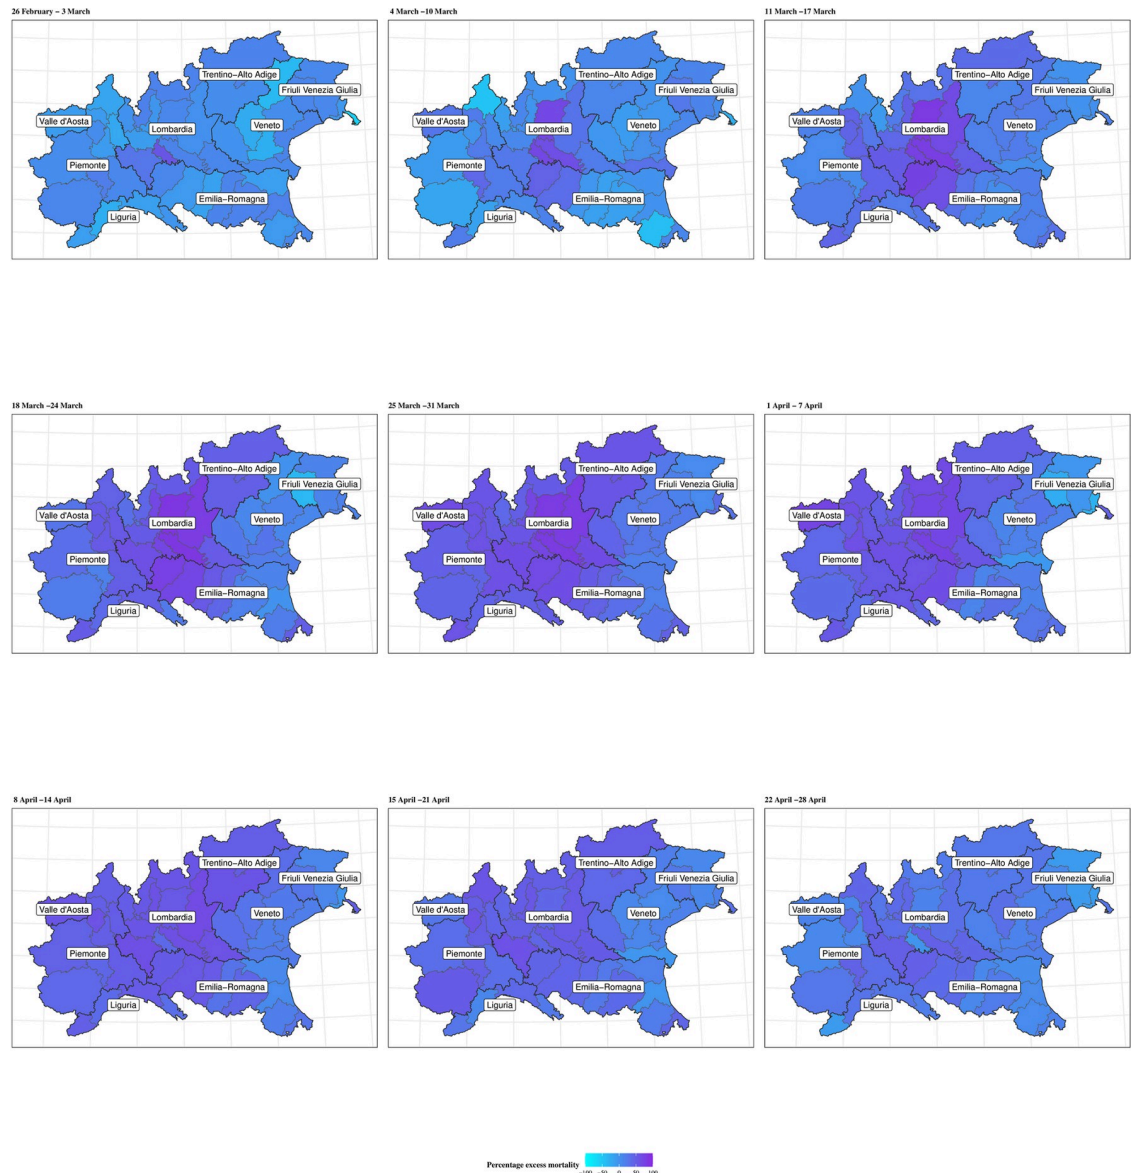 26 February − 3 March
4 March −10 March
11 March −17 March
Trentino−Alto Adige
Friuli Venezia Giulia
Valle d'Aosta
Lombardia
Veneto
Piemonte
Emilia−Romagna
Liguria
Trentino−Alto Adige
Friuli Venezia Giulia
Valle d'Aosta
Lombardia
Veneto
Piemonte
Emilia−Romagna
Liguria
Trentino−Alto Adige
Friuli Venezia Giulia
Valle d'Aosta
Lombardia
Veneto
Piemonte
Emilia−Romagna
Liguria
18 March −24 March
25 March −31 March
1 April − 7 April
Trentino−Alto Adige
Friuli Venezia Giulia
Valle d'Aosta
Lombardia
Veneto
Piemonte
Emilia−Romagna
Liguria
Trentino−Alto Adige
Friuli Venezia Giulia
Valle d'Aosta
Lombardia
Veneto
Piemonte
Emilia−Romagna
Liguria
Trentino−Alto Adige
Friuli Venezia Giulia
Valle d'Aosta
Lombardia
Veneto
Piemonte
Emilia−Romagna
Liguria
8 April −14 April
15 April −21 April
22 April −28 April
Trentino−Alto Adige
Friuli Venezia Giulia
Valle d'Aosta
Lombardia
Veneto
Piemonte
Emilia−Romagna
Liguria
Trentino−Alto Adige
Friuli Venezia Giulia
Valle d'Aosta
Lombardia
Veneto
Piemonte
Emilia−Romagna
Liguria
Trentino−Alto Adige
Friuli Venezia Giulia
Valle d'Aosta
Lombardia
Veneto
Piemonte
Emilia−Romagna
Liguria
Percentage excess mortality
−100 −50 0 50 100